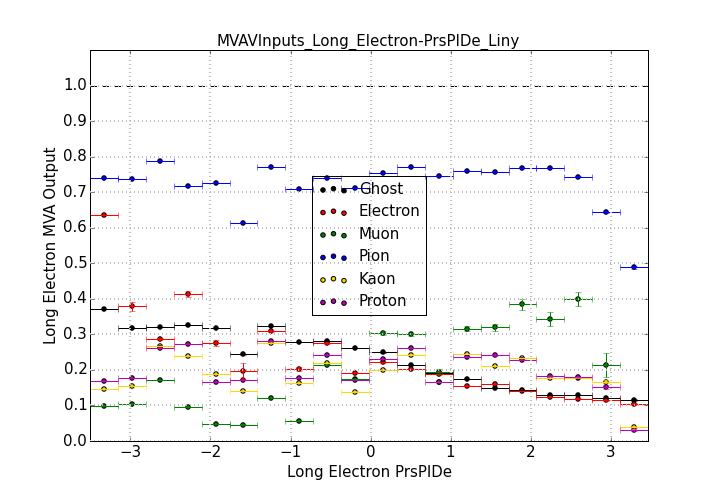 MVAVInputs_Long_Electron-PrsPIDe_Liny
Long Electron MVA Output
1.0
0.9
0.8
0.7
0.6
0.5
0.4
0.3
0.2
0.1
0.0
Ghost
Electron
Muon
Pion
Kaon
Proton
−3 −2 −1 0 1 2 3
Long Electron PrsPIDe